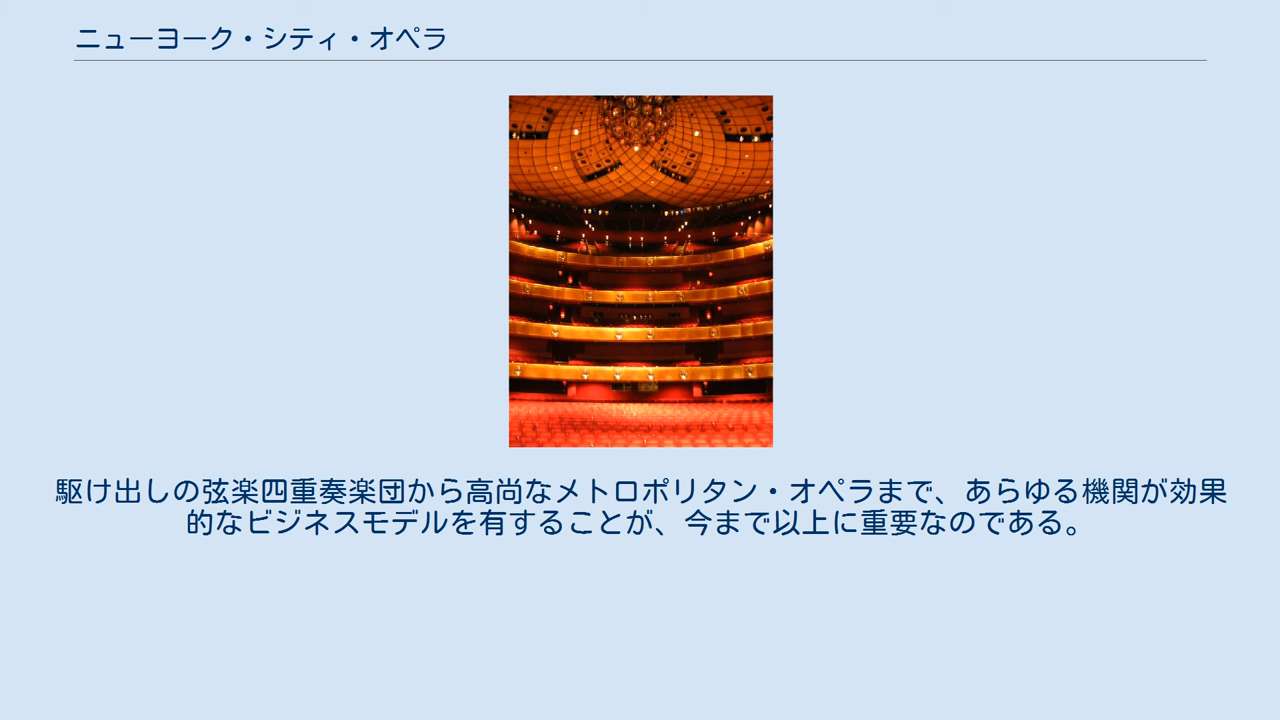 ニューヨーク・シティ・オペラ
駆け出しの弦楽四重奏楽団から高尚なメトロポリタン・オペラまで、あらゆる機関が効果
的なビジネスモデルを有することが、今まで以上に重要なのである。